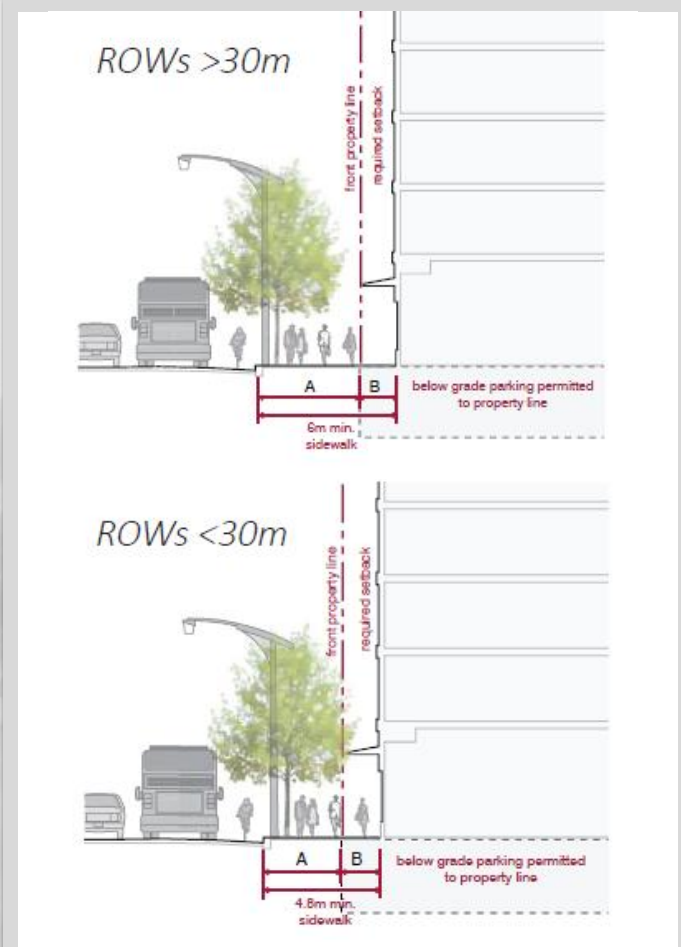 ROWs >30m
front property line
required setback
A
B
below grade parking permitted
to property line
6m min.
sidewalk
ROWs <30m
front property line
required setback
A
B
below grade parking permitted
to property line
4.8m min.
sidewalk